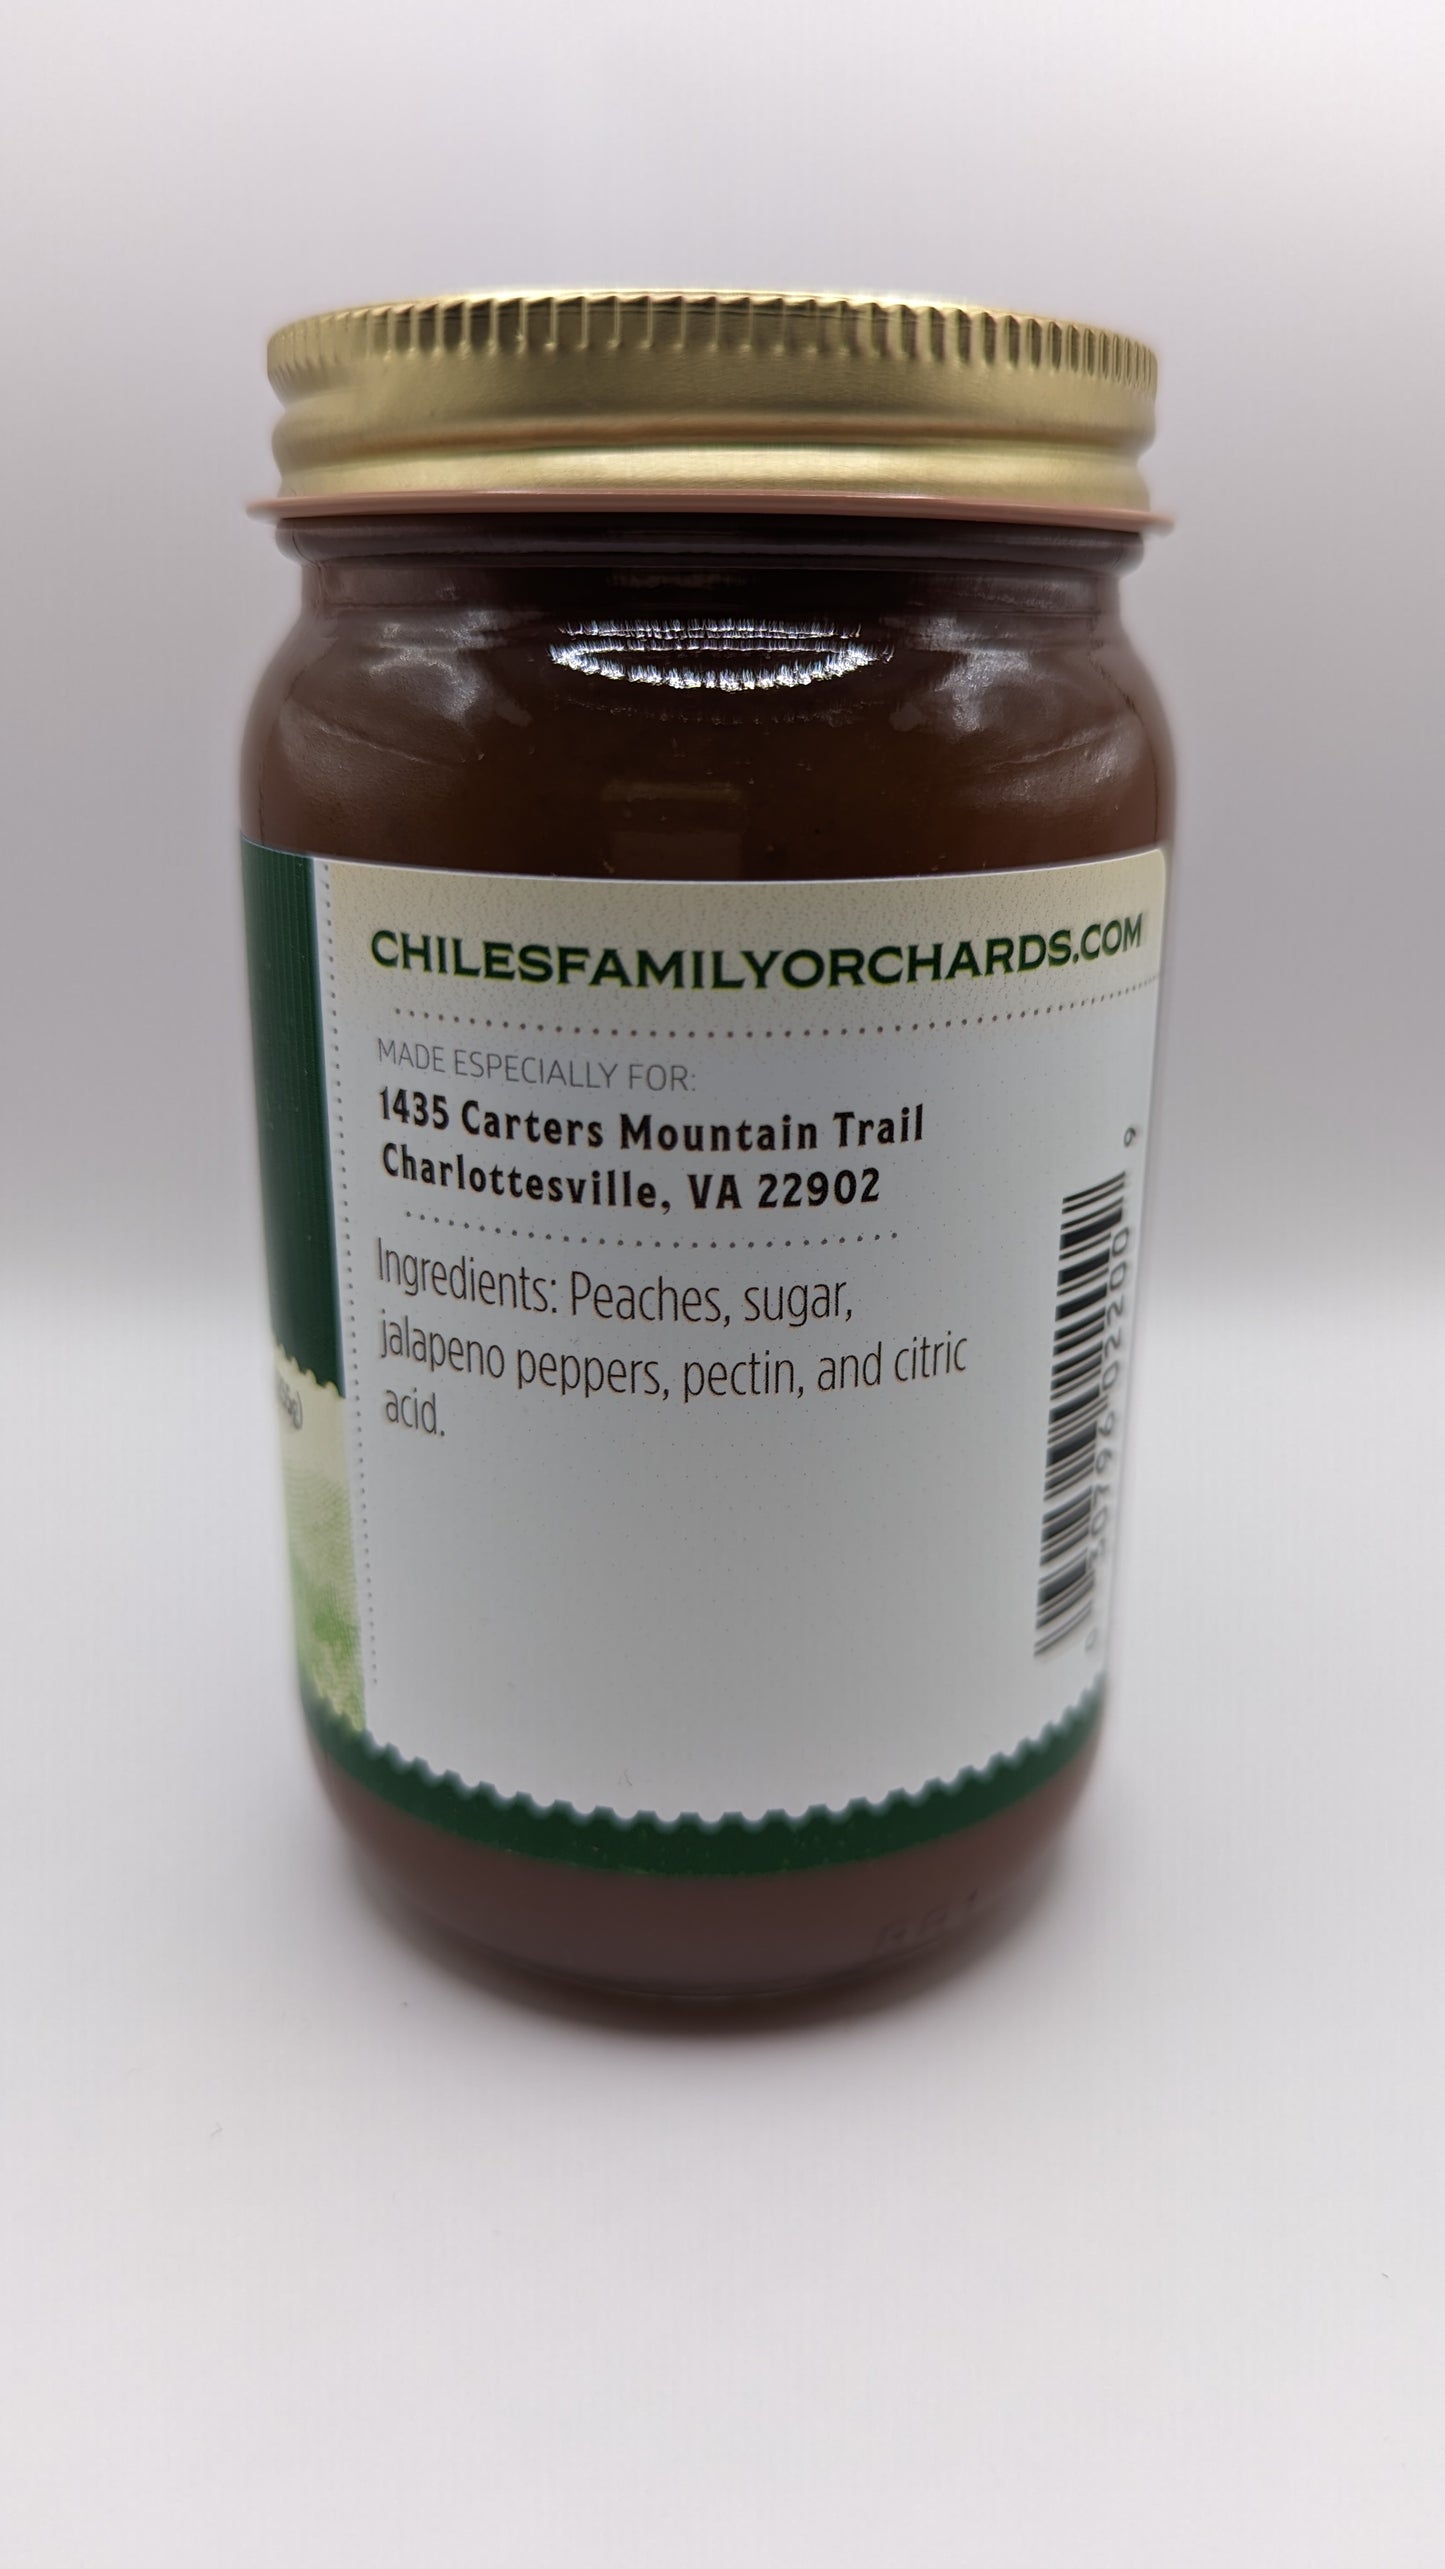 CHILESFAMILYORCHARDS.COM
MADE ESPECIALLY FOR:
1435 Carters Mountain Trail
Charlottesville, VA 22902
Ingredients: Peaches, sugar,
jalapeno peppers, pectin, and citric
acid.